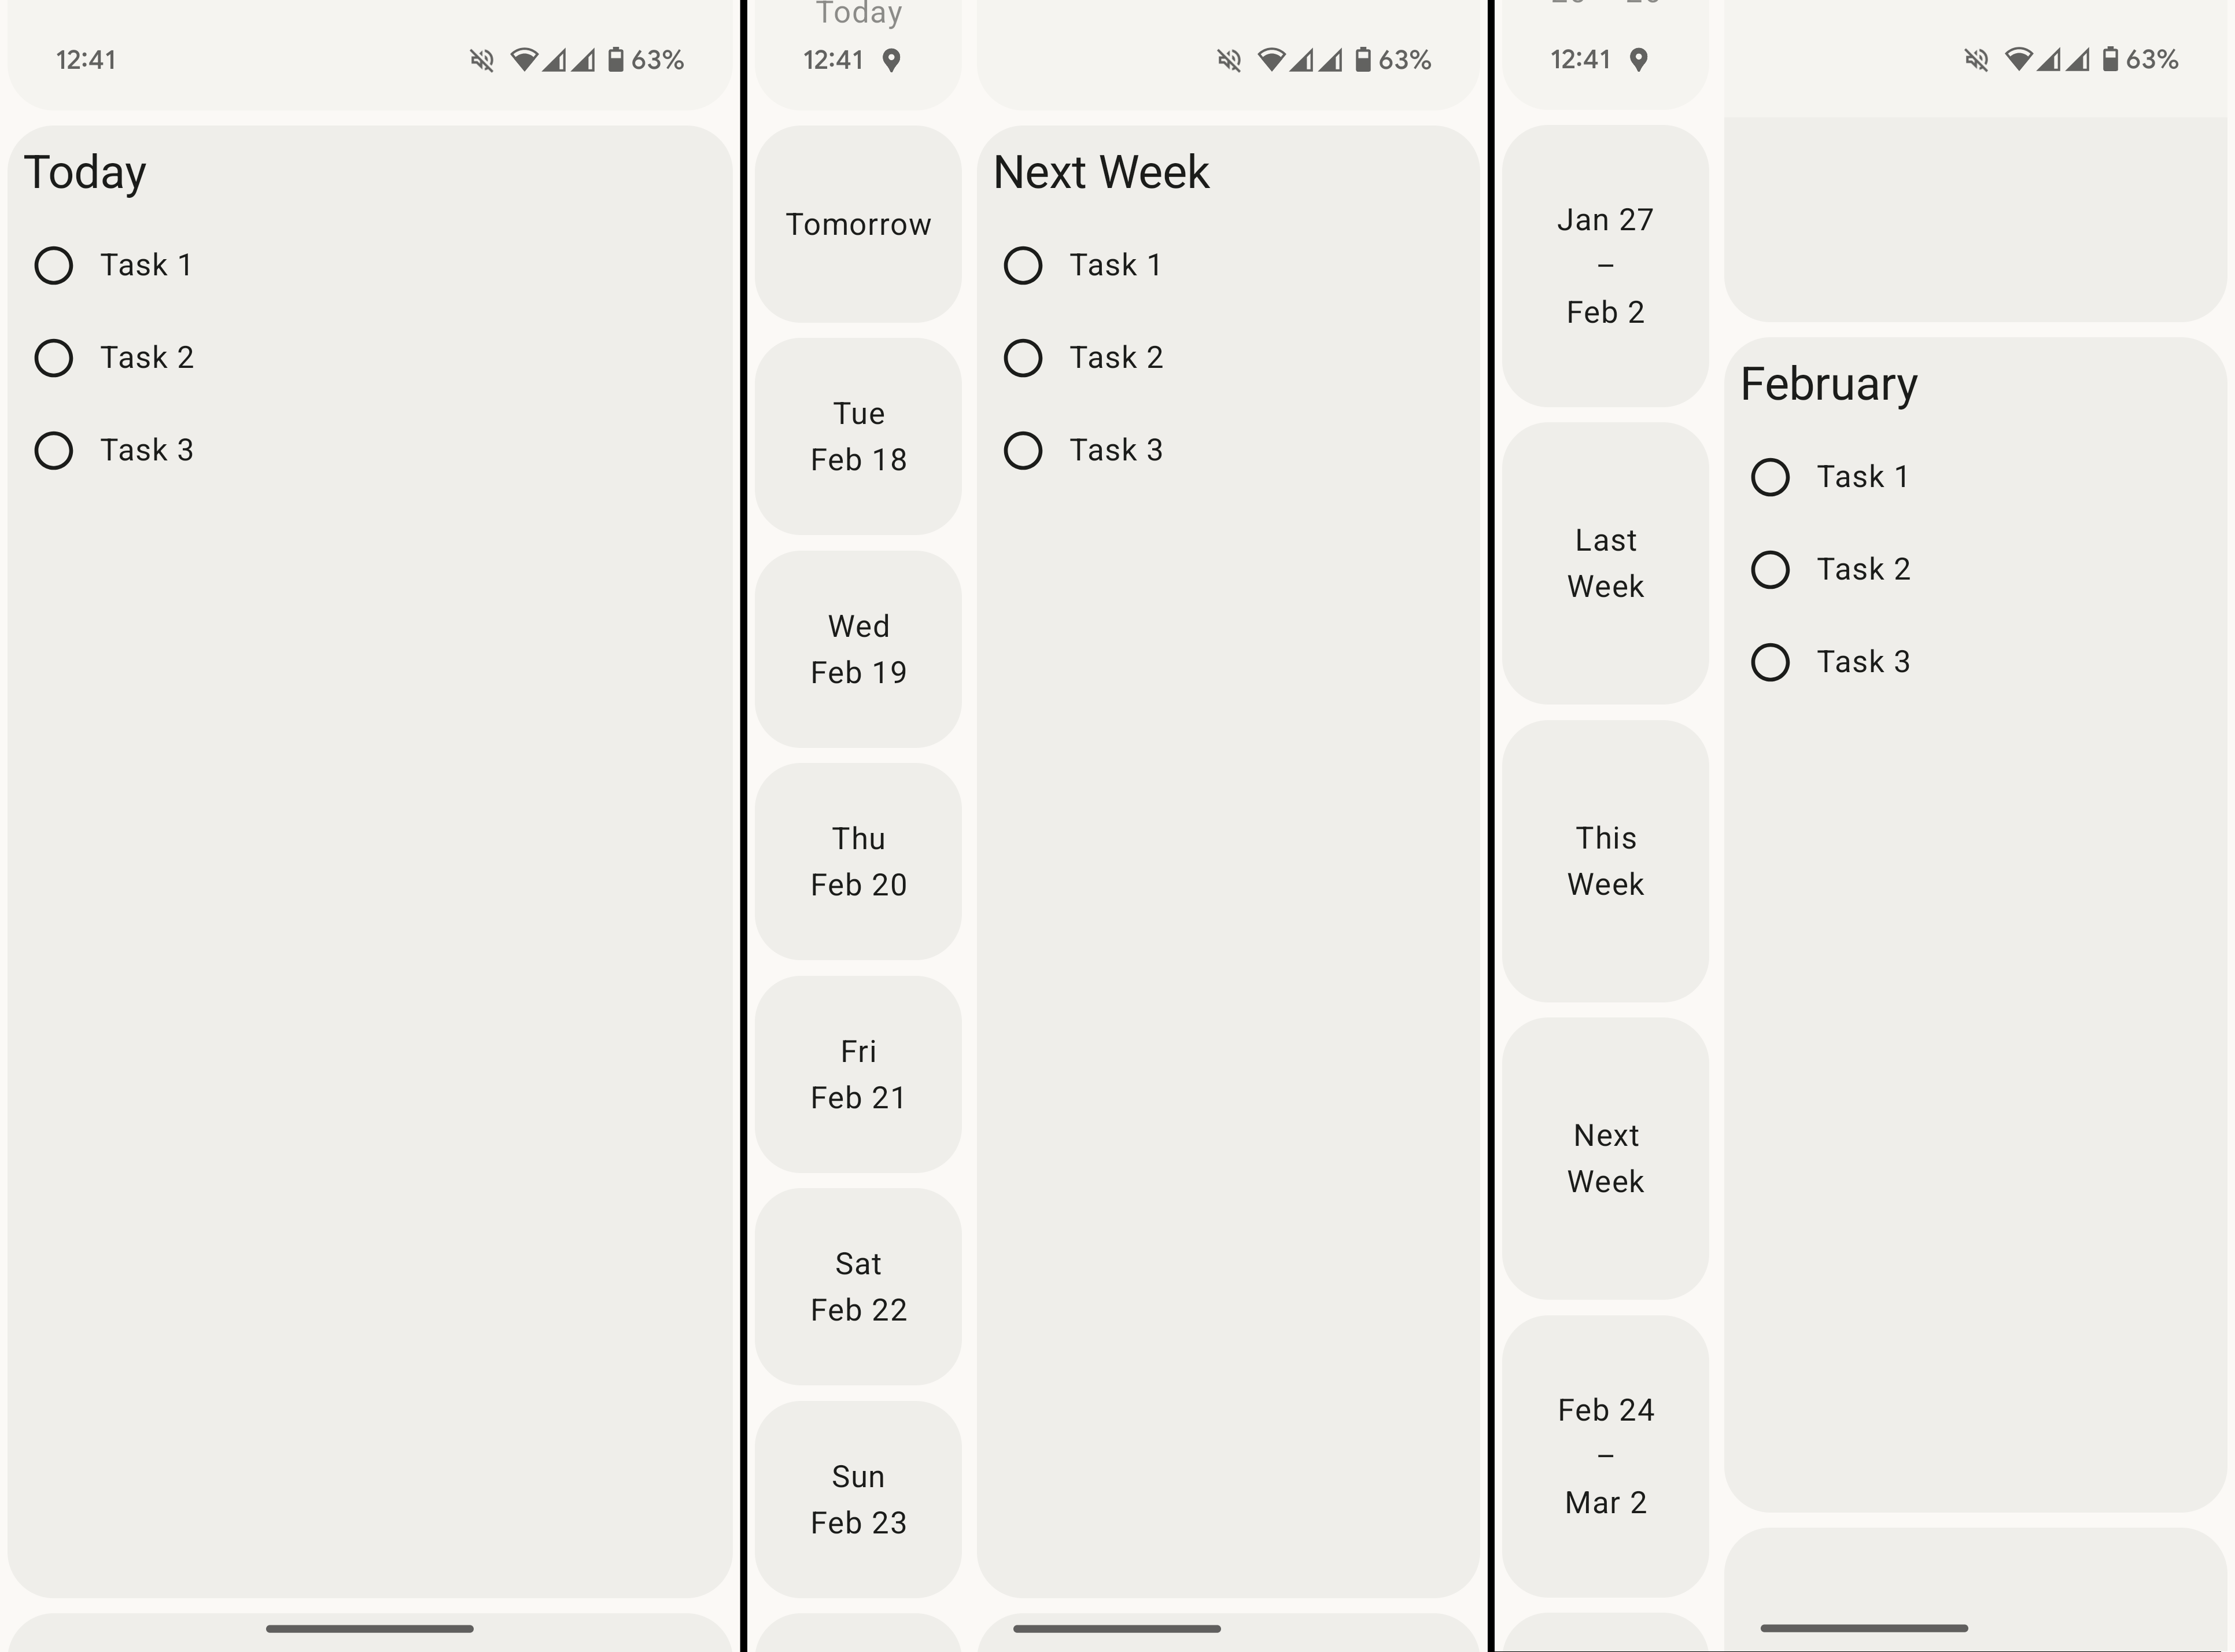 12:41
63%
Today
Task 1
Task 2
Task 3
Today
12:41
63%
Tomorrow
Tue
Feb 18
Wed
Feb 19
Thu
Feb 20
Fri
Feb 21
Sat
Feb 22
Sun
Feb 23
Next Week
Task 1
Task 2
Task 3
12:41
63%
Jan 27
–
Feb 2
Last
Week
This
Week
Next
Week
Feb 24
–
Mar 2
February
Task 1
Task 2
Task 3